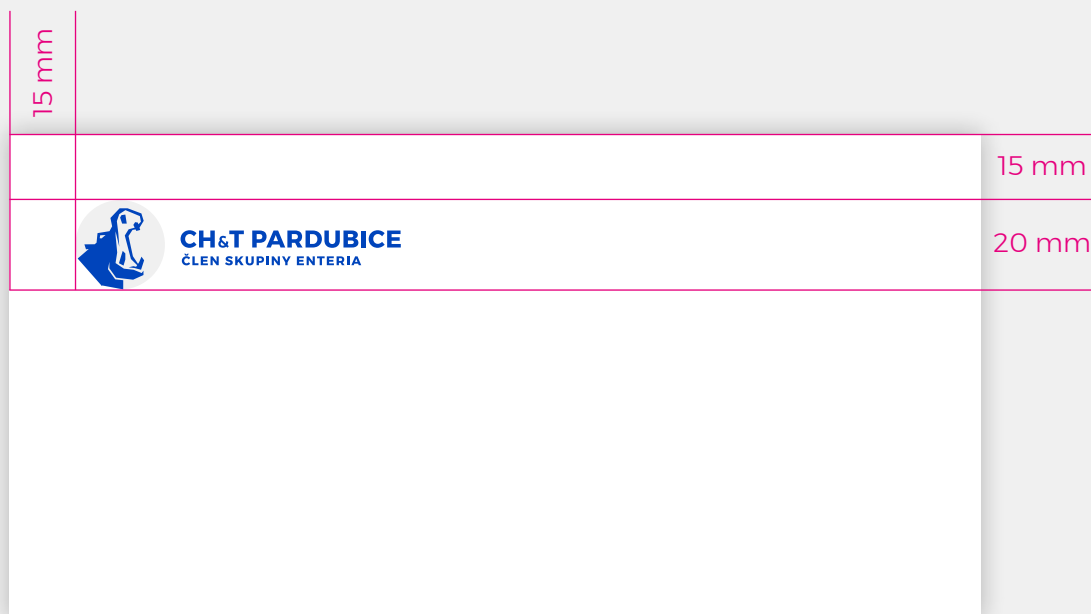 15 mm
15 mm
20 mm
CH&T PARDUBICE
ČLEN SKUPINY ENTERIA